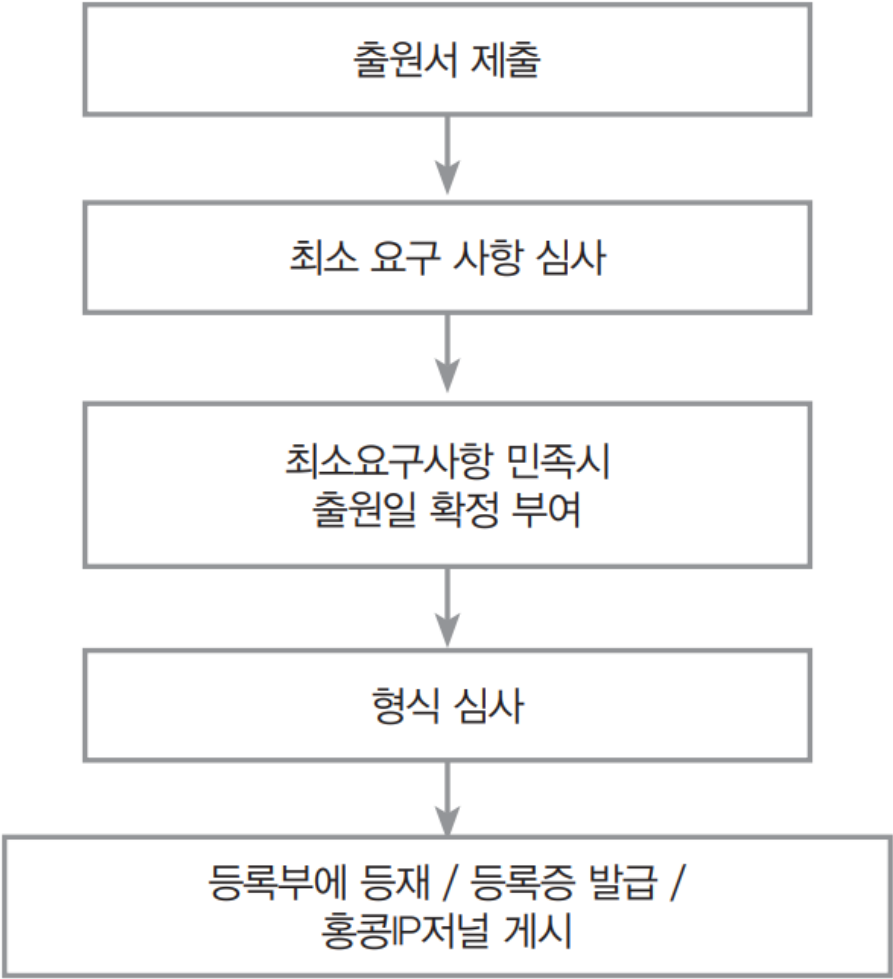 출원서 제출
최소 요구 사항 심사
최소요구사항 민족시
출원일 확정 부여
형식 심사
등록부에 등재 / 등록증 발급 /
홍콩IP저널 게시